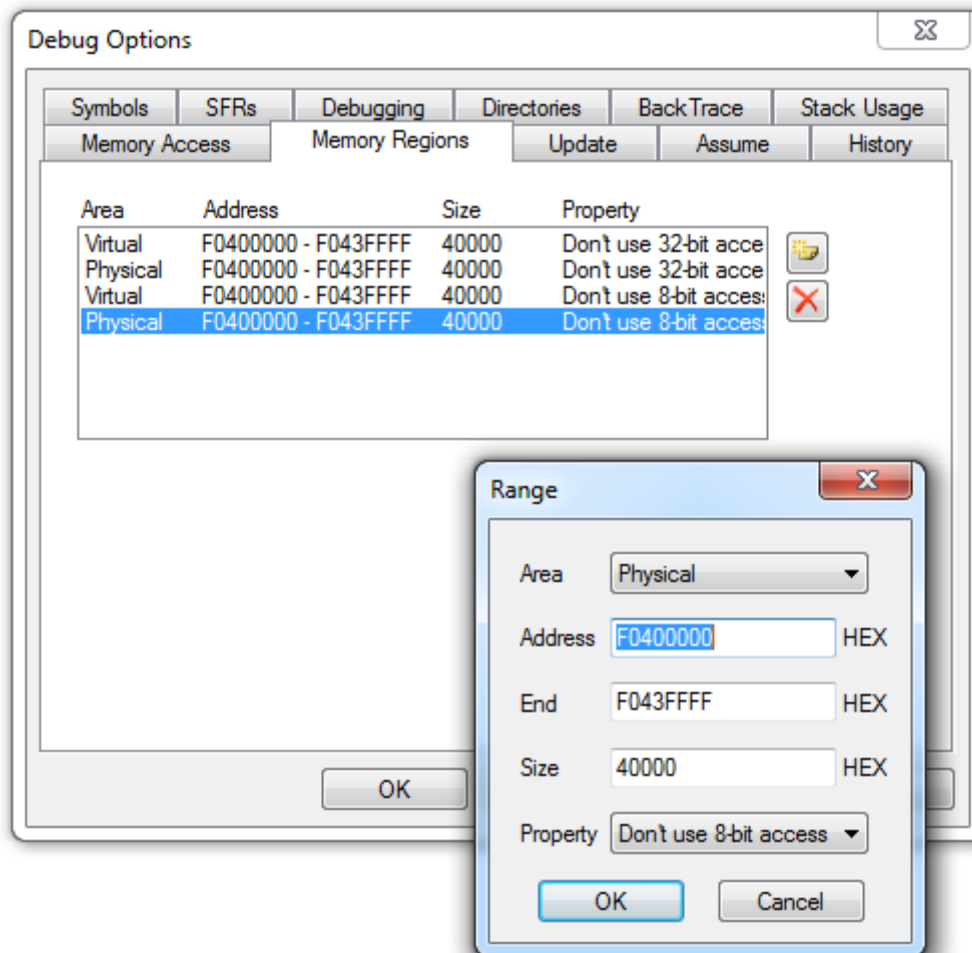 Debug Options
Symbols SFRs Debugging Directories BackTrace Stack Usage
Memory Access Memory Regions Update Assume History
Area Address Size Property
Virtual F0400000 - F043FFFF 40000 Don't use 32-bit acce
Physical F0400000 - F043FFFF 40000 Don't use 32-bit acce
Virtual F0400000 - F043FFFF 40000 Don't use 8-bit access
Physical F0400000 - F043FFFF 40000 Don't use 8-bit access
OK
Range
Area Physical
Address F0400000 HEX
End F043FFFF HEX
Size 40000 HEX
Property Don't use 8-bit access
OK Cancel